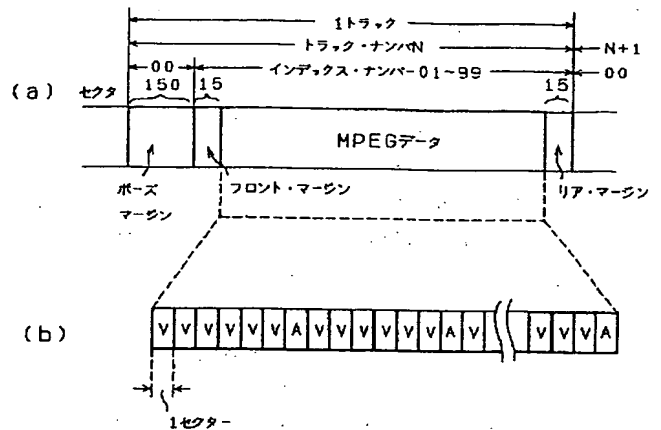 1トラック
トラック・ナンバN
N+1
00
インデックス・ナンバー01~99
00
(a)
セクタ
150
15
15
MPEGデータ
ポーズ
マージン
フロント・マージン
リア・マージン
(b)
V V V V V V A V V V V V V A V V V V A
1セクター